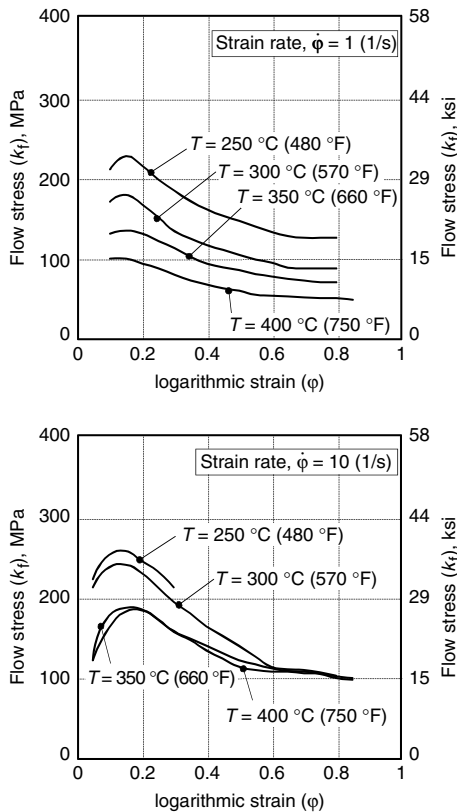 400
58
Strain rate, φ̇ = 1 (1/s)
300
44
T = 250 °C (480 °F)
T = 300 °C (570 °F)
T = 350 °C (660 °F)
200
29
100
15
T = 400 °C (750 °F)
0
0
0
0.2
0.4
0.6
0.8
1
Flow stress (kf), MPa
Flow stress (kf), ksi
logarithmic strain (φ)
400
58
Strain rate, φ̇ = 10 (1/s)
300
44
T = 250 °C (480 °F)
T = 300 °C (570 °F)
200
29
T = 350 °C (660 °F)
100
15
T = 400 °C (750 °F)
0
0
0
0.2
0.4
0.6
0.8
1
Flow stress (kf), MPa
Flow stress (kf), ksi
logarithmic strain (φ)